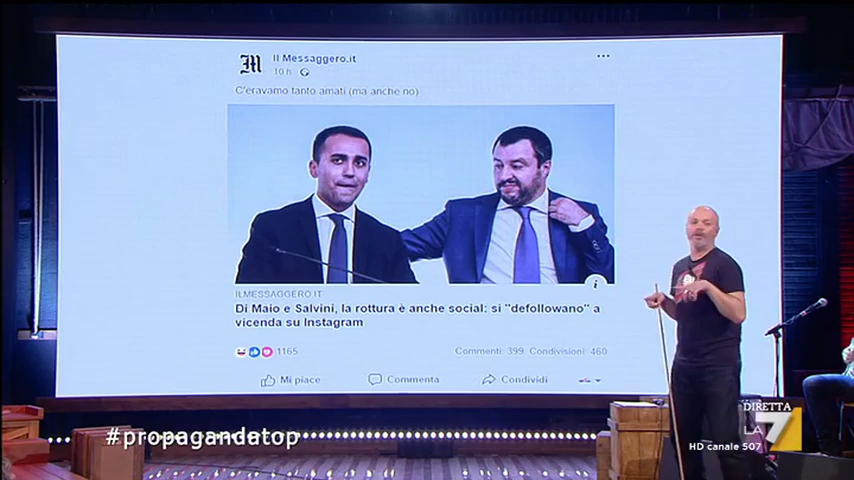 Il Messaggero.it
10 h
C'eravamo tanto amati (ma anche no)
i
ILMESSAGGERO.IT
Di Maio e Salvini, la rottura è anche social: si "defollowano" a
vicenda su Instagram
1165
Commenti: 399 Condivisioni: 460
Mi piace Commenta Condividi
#propagandatop
DIRETTA
LA7
HD canale 507